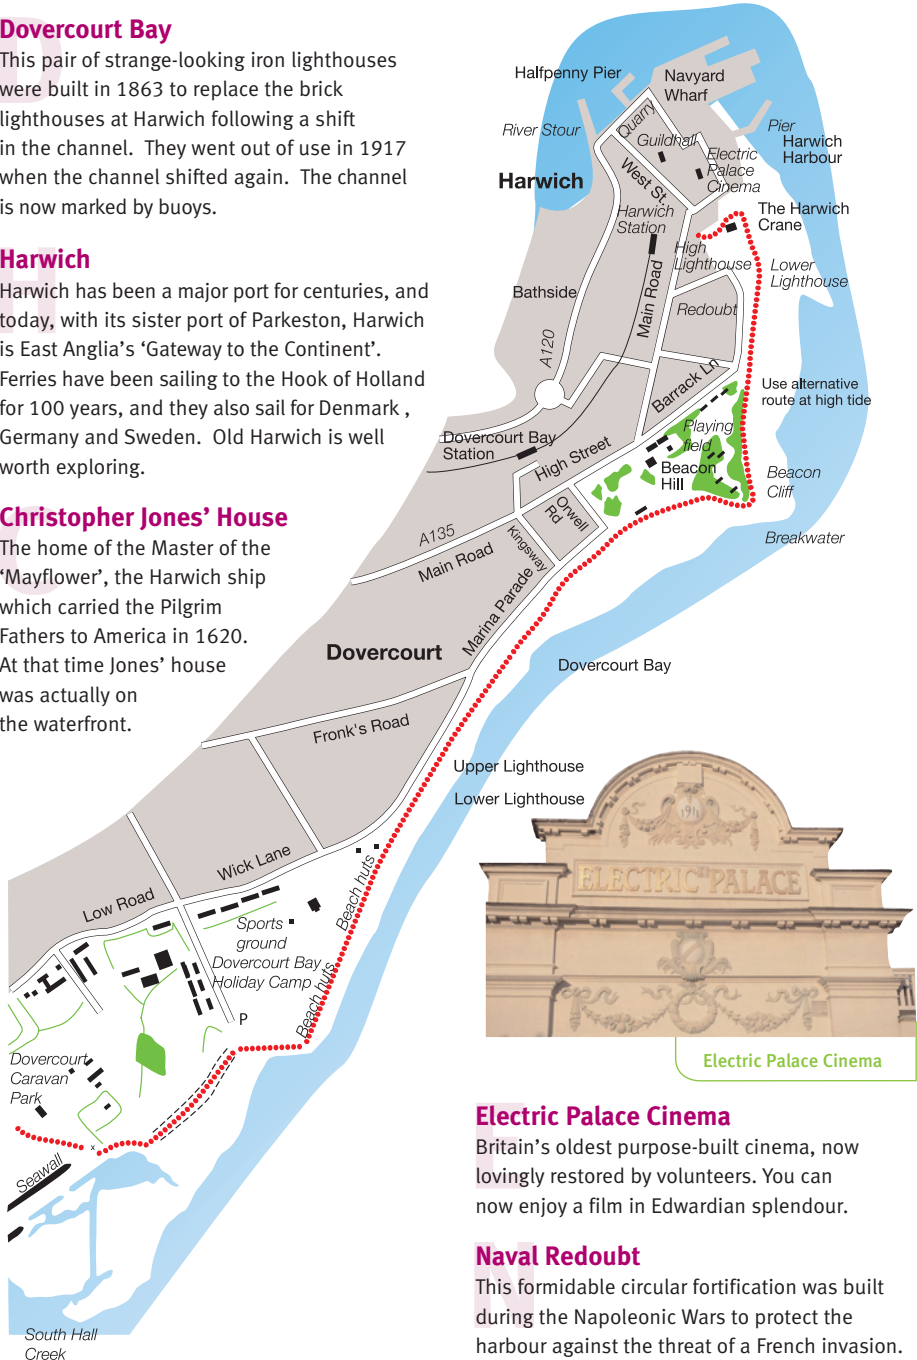 Dovercourt Bay
This pair of strange-looking iron lighthouses
were built in 1863 to replace the brick
lighthouses at Harwich following a shift
in the channel.  They went out of use in 1917
when the channel shifted again.  The channel
is now marked by buoys.
Harwich
Harwich has been a major port for centuries, and
today, with its sister port of Parkeston, Harwich
is East Anglia's 'Gateway to the Continent'.
Ferries have been sailing to the Hook of Holland
for 100 years, and they also sail for Denmark ,
Germany and Sweden.  Old Harwich is well
worth exploring.
Christopher Jones' House
The home of the Master of the
'Mayflower', the Harwich ship
which carried the Pilgrim
Fathers to America in 1620.
At that time Jones' house
was actually on
the waterfront.
Halfpenny Pier
Navyard
Wharf
River Stour
Quarry
Guildhall
Pier
Harwich
Harbour
Electric
Palace
Cinema
Harwich
West St.
Harwich
Station
The Harwich
Crane
High
Lighthouse
Lower
Lighthouse
Bathside
Main Road
Redoubt
A120
Barrack Ln
Use alternative
route at high tide
Dovercourt Bay
Station
High Street
Playing
field
Beacon
Hill
Beacon
Cliff
Orwell
Rd
A135
Main Road
Kingsway
Breakwater
Marina Parade
Dovercourt
Dovercourt Bay
Fronk's Road
Upper Lighthouse
Lower Lighthouse
Wick Lane
Beach huts
Low Road
Sports
ground
Dovercourt Bay
Holiday Camp
Beach huts
P
Dovercourt
Caravan
Park
x
Seawall
South Hall
Creek
1911
ELECTRIC PALACE
Electric Palace Cinema
Electric Palace Cinema
Britain's oldest purpose-built cinema, now
lovingly restored by volunteers. You can
now enjoy a film in Edwardian splendour.
Naval Redoubt
This formidable circular fortification was built
during the Napoleonic Wars to protect the
harbour against the threat of a French invasion.